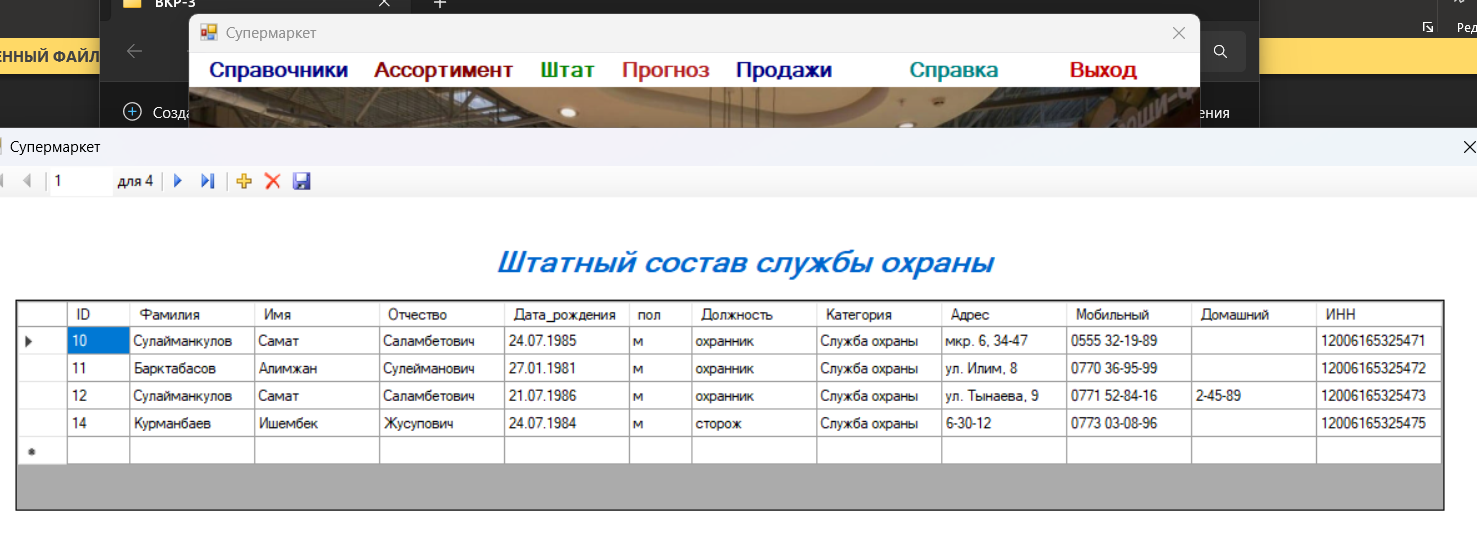 ВКР-3
Супермаркет
ЕННЫЙ ФАЙЛ
Ред
Справочники Ассортимент Штат Прогноз Продажи Справка Выход
Созда
ения
Супермаркет
1 для 4
Штатный состав службы охраны
ID Фамилия Имя Отчество Дата_рождения пол Должность Категория Адрес Мобильный Домашний ИНН
10 Сулайманкулов Самат Саламбетович 24.07.1985 м охранник Служба охраны мкр. 6, 34-47 0555 32-19-89 12006165325471
11 Барктабасов Алимжан Сулейманович 27.01.1981 м охранник Служба охраны ул. Илим, 8 0770 36-95-99 12006165325472
12 Сулайманкулов Самат Саламбетович 21.07.1986 м охранник Служба охраны ул. Тынаева, 9 0771 52-84-16 2-45-89 12006165325473
14 Курманбаев Ишембек Жусупович 24.07.1984 м сторож Служба охраны 6-30-12 0773 03-08-96 12006165325475